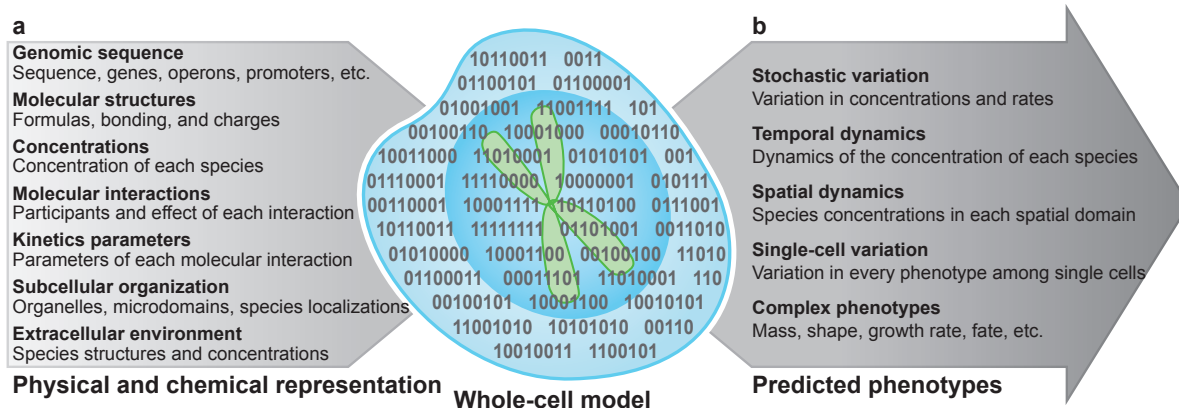 a
Genomic sequence
Sequence, genes, operons, promoters, etc.
Molecular structures
Formulas, bonding, and charges
Concentrations
Concentration of each species
Molecular interactions
Participants and effect of each interaction
Kinetics parameters
Parameters of each molecular interaction
Subcellular organization
Organelles, microdomains, species localizations
Extracellular environment
Species structures and concentrations
Physical and chemical representation
10110011 0011
01100101 01100001
01001001 11001111 101
00100110 10001000 00010110
10011000 11010001 01010101 001
01110001 11110000 10000001 010111
00110001 10001111 10110100 0111001
10110011 11111111 01101001 0011010
01010000 10001100 00100100 11010
01100011 00011101 11010001 110
00100101 10001100 10010101
11001010 10101010 00110
10010011 1100101
Whole-cell model
b
Stochastic variation
Variation in concentrations and rates
Temporal dynamics
Dynamics of the concentration of each species
Spatial dynamics
Species concentrations in each spatial domain
Single-cell variation
Variation in every phenotype among single cells
Complex phenotypes
Mass, shape, growth rate, fate, etc.
Predicted phenotypes